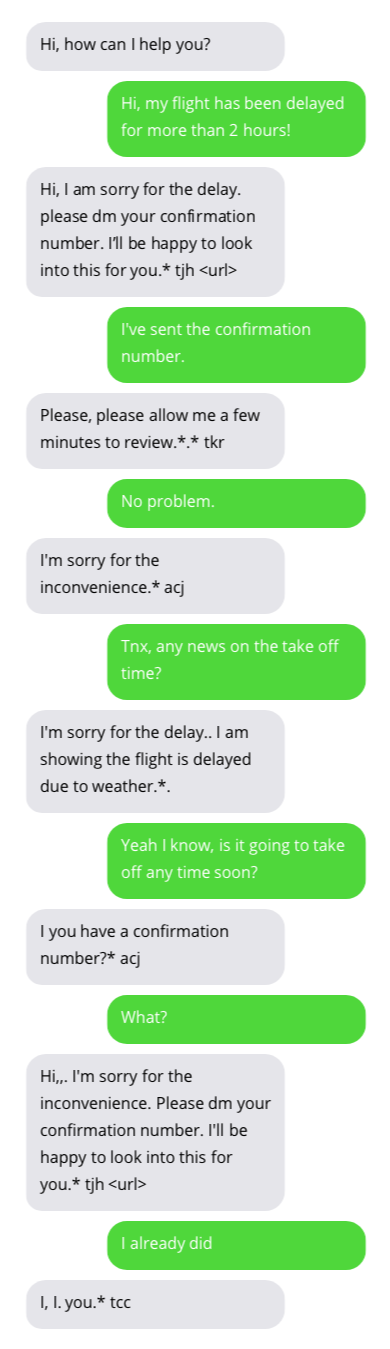 Hi, how can I help you?
Hi, my flight has been delayed
for more than 2 hours!
Hi, I am sorry for the delay.
please dm your confirmation
number. I'll be happy to look
into this for you.* tjh <url>
I've sent the confirmation
number.
Please, please allow me a few
minutes to review.*.* tkr
No problem.
I'm sorry for the
inconvenience.* acj
Tnx, any news on the take off
time?
I'm sorry for the delay.. I am
showing the flight is delayed
due to weather.*.
Yeah I know, is it going to take
off any time soon?
I you have a confirmation
number?* acj
What?
Hi,,. I'm sorry for the
inconvenience. Please dm your
confirmation number. I'll be
happy to look into this for
you.* tjh <url>
I already did
I, I. you.* tcc